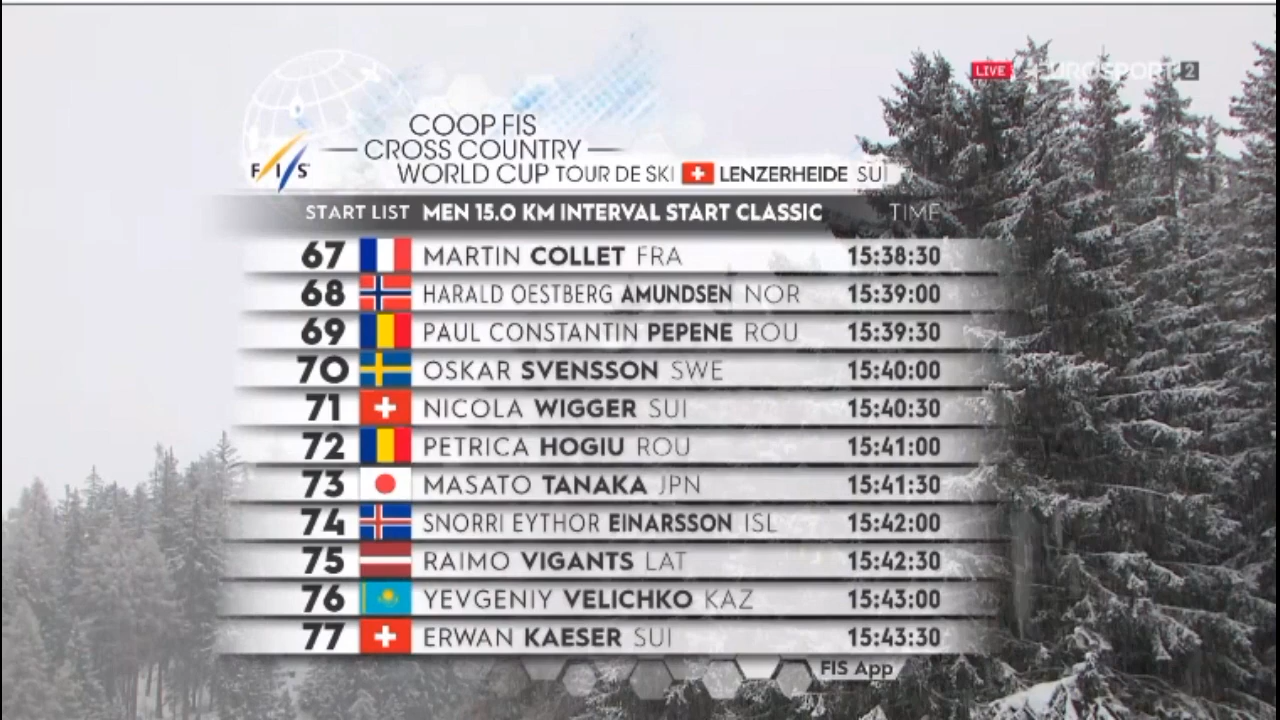 LIVE EUROSPORT 2
COOP FIS
CROSS COUNTRY
WORLD CUP TOUR DE SKI LENZERHEIDE SUI
FIS
START LIST MEN 15.0 KM INTERVAL START CLASSIC TIME
67 MARTIN COLLET FRA 15:38:30
68 HARALD OESTBERG AMUNDSEN NOR 15:39:00
69 PAUL CONSTANTIN PEPENE ROU 15:39:30
70 OSKAR SVENSSON SWE 15:40:00
71 NICOLA WIGGER SUI 15:40:30
72 PETRICA HOGIU ROU 15:41:00
73 MASATO TANAKA JPN 15:41:30
74 SNORRI EYTHOR EINARSSON ISL 15:42:00
75 RAIMO VIGANTS LAT 15:42:30
76 YEVGENIY VELICHKO KAZ 15:43:00
77 ERWAN KAESER SUI 15:43:30
FIS App